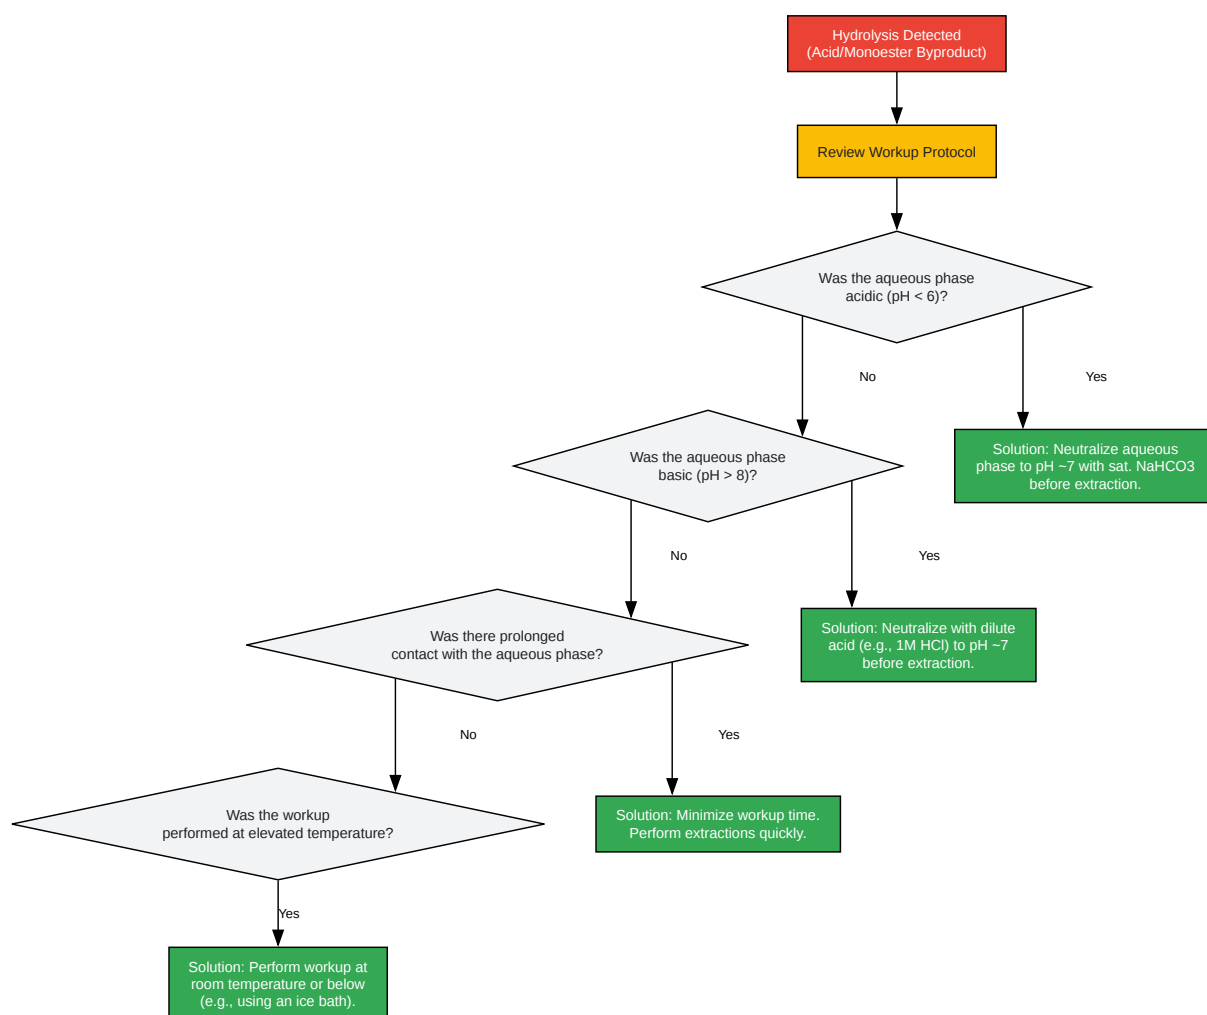 Hydrolysis Detected
(Acid/Monoester Byproduct)
Review Workup Protocol
Was the aqueous phase
acidic (pH < 6)?
No
Yes
Was the aqueous phase
basic (pH > 8)?
Solution: Neutralize aqueous
phase to pH ~7 with sat. NaHCO3
before extraction.
No
Yes
Was there prolonged
contact with the aqueous phase?
Solution: Neutralize with dilute
acid (e.g., 1M HCl) to pH ~7
before extraction.
No
Yes
Was the workup
performed at elevated temperature?
Solution: Minimize workup time.
Perform extractions quickly.
Yes
Solution: Perform workup at
room temperature or below
(e.g., using an ice bath).